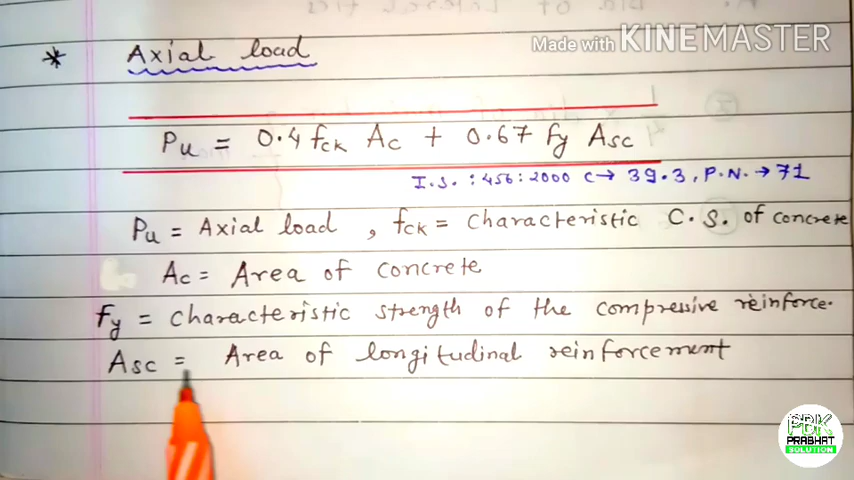 Made with KINEMASTER
* Axial load
Pu = 0.4 fck Ac + 0.67 fy Asc
I.S. : 456 : 2000 C → 39.3, P.N. → 71
Pu = Axial load, fck = characteristic C.S. of concrete
Ac = Area of concrete
Fy = characteristic strength of the compressive reinforce.
Asc = Area of longitudinal reinforcement
PBK
PRABHAT
SOLUTION